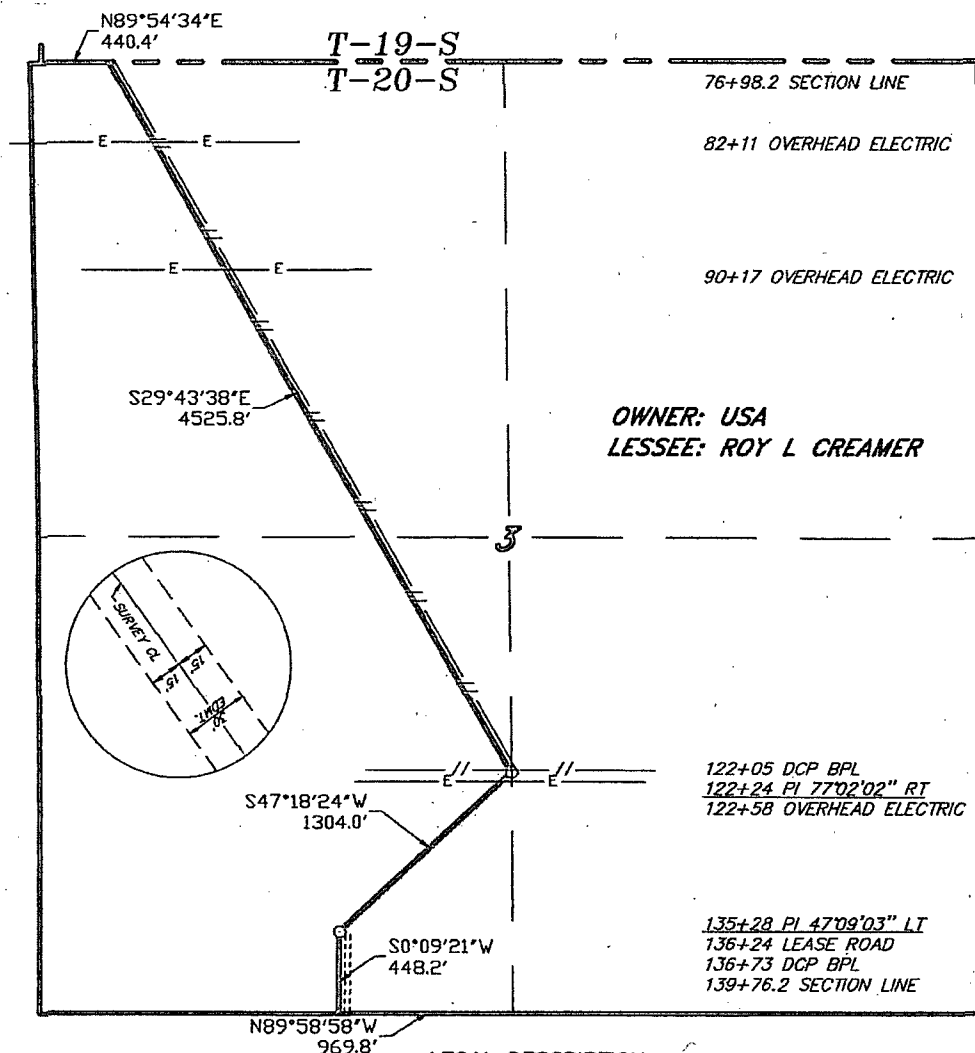 N89°54'34"E
440.4'
T-19-S
T-20-S
76+98.2 SECTION LINE
E E
82+11 OVERHEAD ELECTRIC
E E
90+17 OVERHEAD ELECTRIC
S29°43'38"E
4525.8'
OWNER: USA
LESSEE: ROY L CREAMER
3
SURVEY CL
15'
15'
30'
ESMT.
122+05 DCP BPL
E E
122+24 PI 77°02'02" RT
122+58 OVERHEAD ELECTRIC
S47°18'24"W
1304.0'
135+28 PI 47°09'03" LT
136+24 LEASE ROAD
136+73 DCP BPL
139+76.2 SECTION LINE
S0°09'21"W
448.2'
N89°58'58"W
969.8'